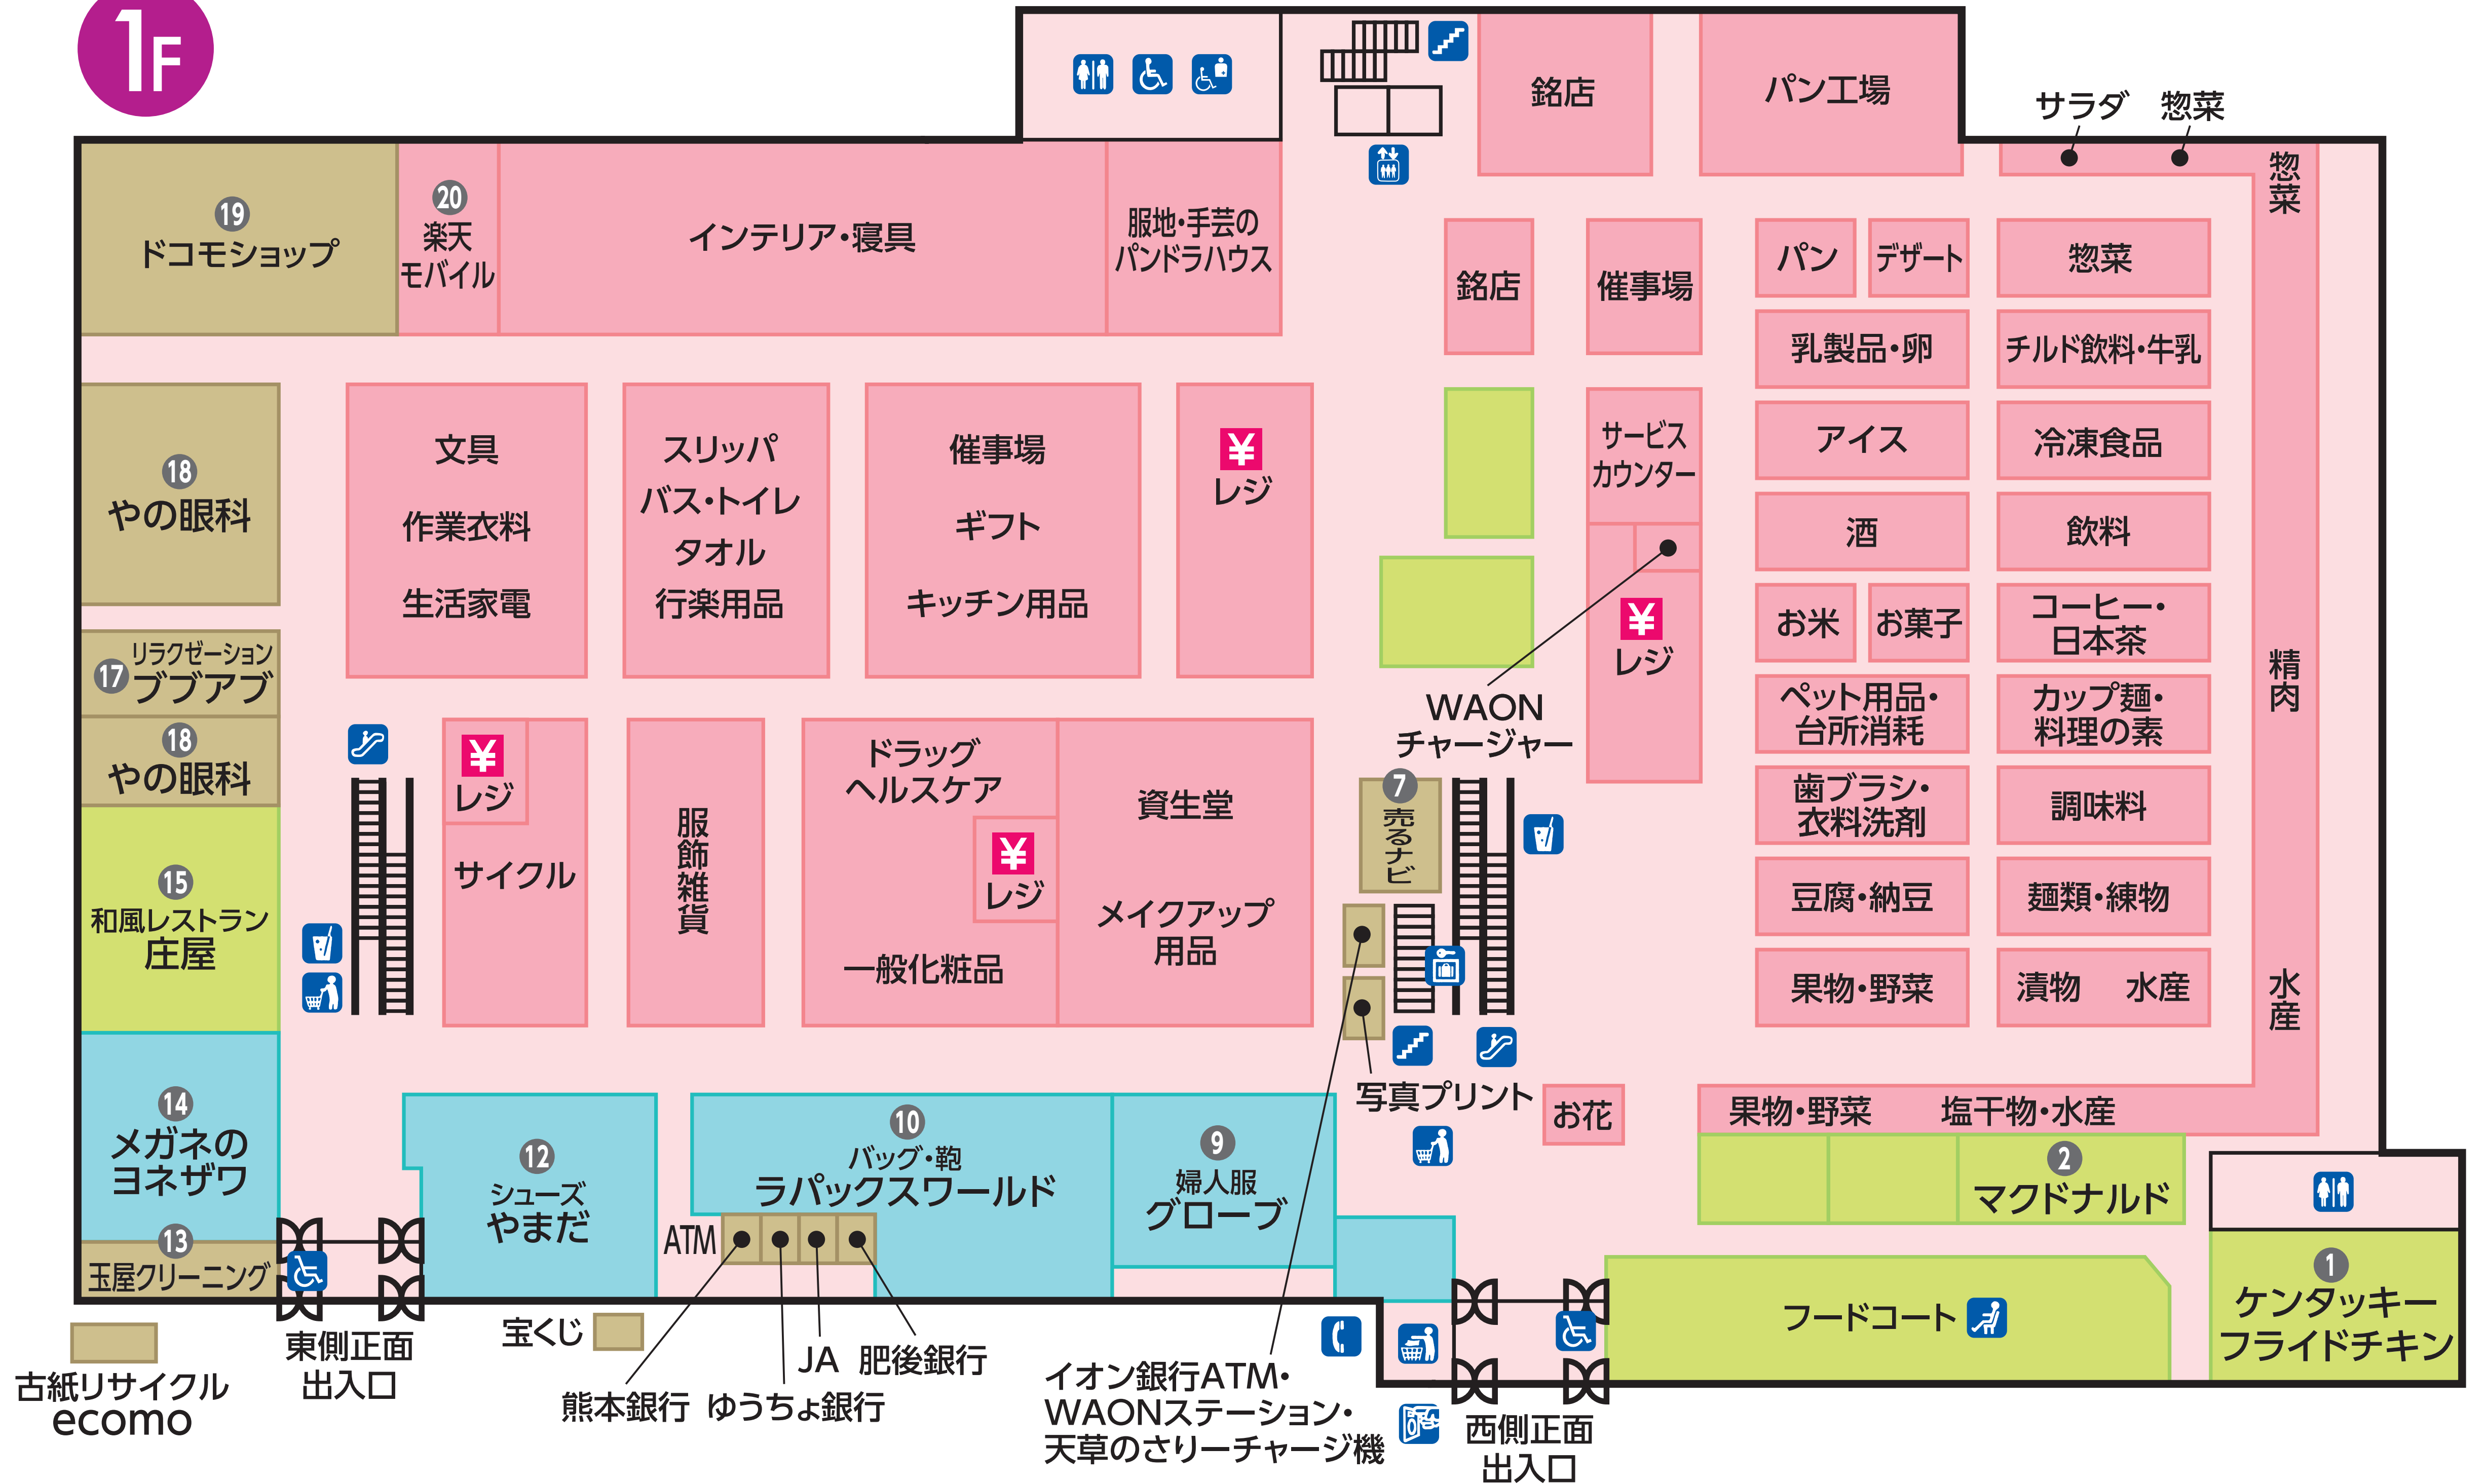 1F
銘店
パン工場
サラダ 惣菜
惣菜
19
ドコモショップ
20
楽天
モバイル
インテリア・寝具
服地・手芸の
パンドラハウス
銘店
催事場
パン
デザート
惣菜
乳製品・卵
チルド飲料・牛乳
18
やの眼科
文具
作業衣料
生活家電
スリッパ
バス・トイレ
タオル
行楽用品
催事場
ギフト
キッチン用品
¥
レジ
サービス
カウンター
¥
レジ
アイス
冷凍食品
酒
飲料
お米
お菓子
コーヒー・
日本茶
精肉
17
リラクゼーション
ブブアブ
18
やの眼科
¥
レジ
サイクル
服飾雑貨
ドラッグ
ヘルスケア
¥
レジ
一般化粧品
資生堂
メイクアップ
用品
WAON
チャージャー
7
売るナビ
ペット用品・
台所消耗
カップ麺・
料理の素
歯ブラシ・
衣料洗剤
調味料
豆腐・納豆
麺類・練物
果物・野菜
漬物 水産
水産
15
和風レストラン
庄屋
14
メガネの
ヨネザワ
13
玉屋クリーニング
12
シューズ
やまだ
10
バッグ・鞄
ラパックスワールド
9
婦人服
グローブ
写真プリント
お花
果物・野菜 塩干物・水産
2
マクドナルド
ATM
1
ケンタッキー
フライドチキン
フードコート
古紙リサイクル
ecomo
東側正面
出入口
宝くじ
熊本銀行
ゆうちょ銀行
JA
肥後銀行
イオン銀行ATM・
WAONステーション・
天草のさりーチャージ機
西側正面
出入口